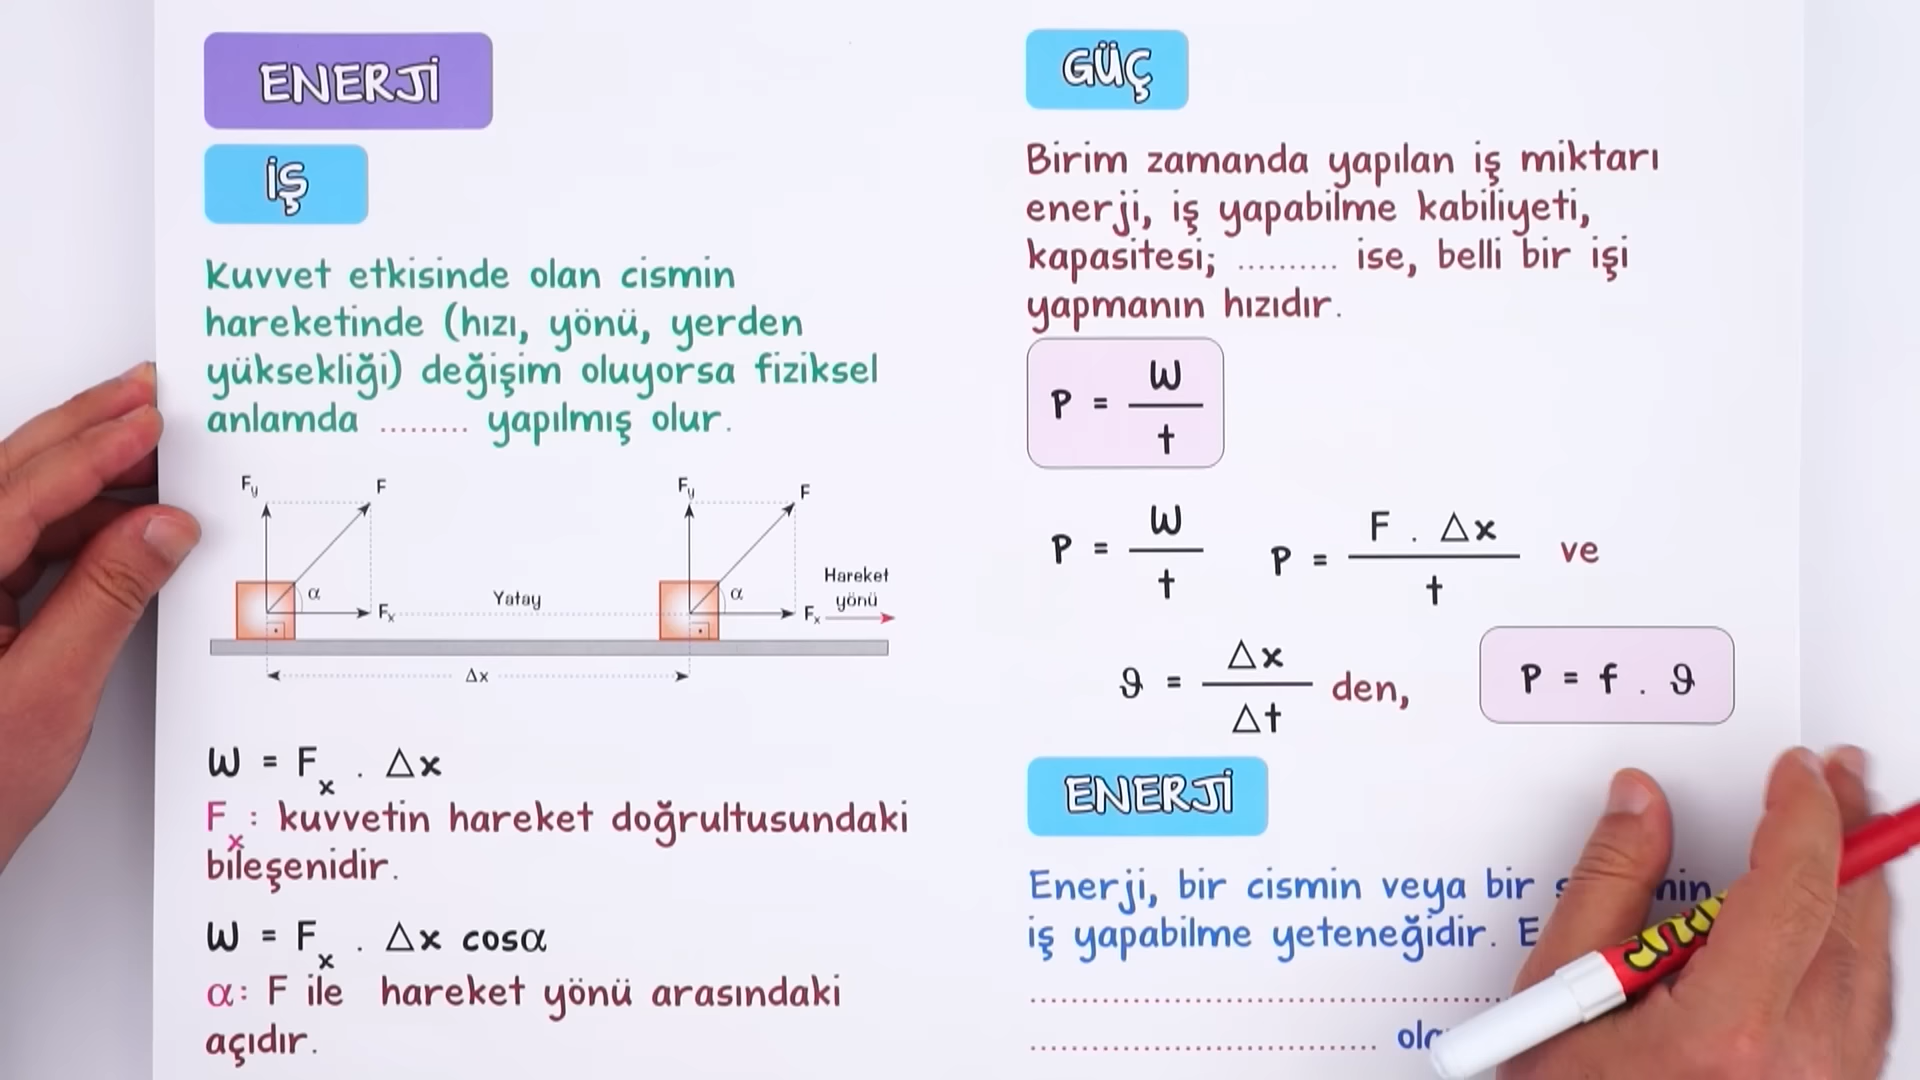 ENERJİ
İŞ
Kuvvet etkisinde olan cismin
hareketinde (hızı, yönü, yerden
yüksekliği) değişim oluyorsa fiziksel
anlamda ......... yapılmış olur.
Fy F Fy F
α Fx Yatay α Fx Hareket
yönü
Δx
W = Fx . Δx
Fx: kuvvetin hareket doğrultusundaki
bileşenidir.
W = Fx . Δx cosα
α: F ile hareket yönü arasındaki
açıdır.
GÜÇ
Birim zamanda yapılan iş miktarı
enerji, iş yapabilme kabiliyeti,
kapasitesi; .......... ise, belli bir işi
yapmanın hızıdır.
P = W / t
P = W / t P = F . Δx / t ve
ϑ = Δx / Δt den, P = f . ϑ
ENERJİ
Enerji, bir cismin veya bir
iş yapabilme yeteneğidir.